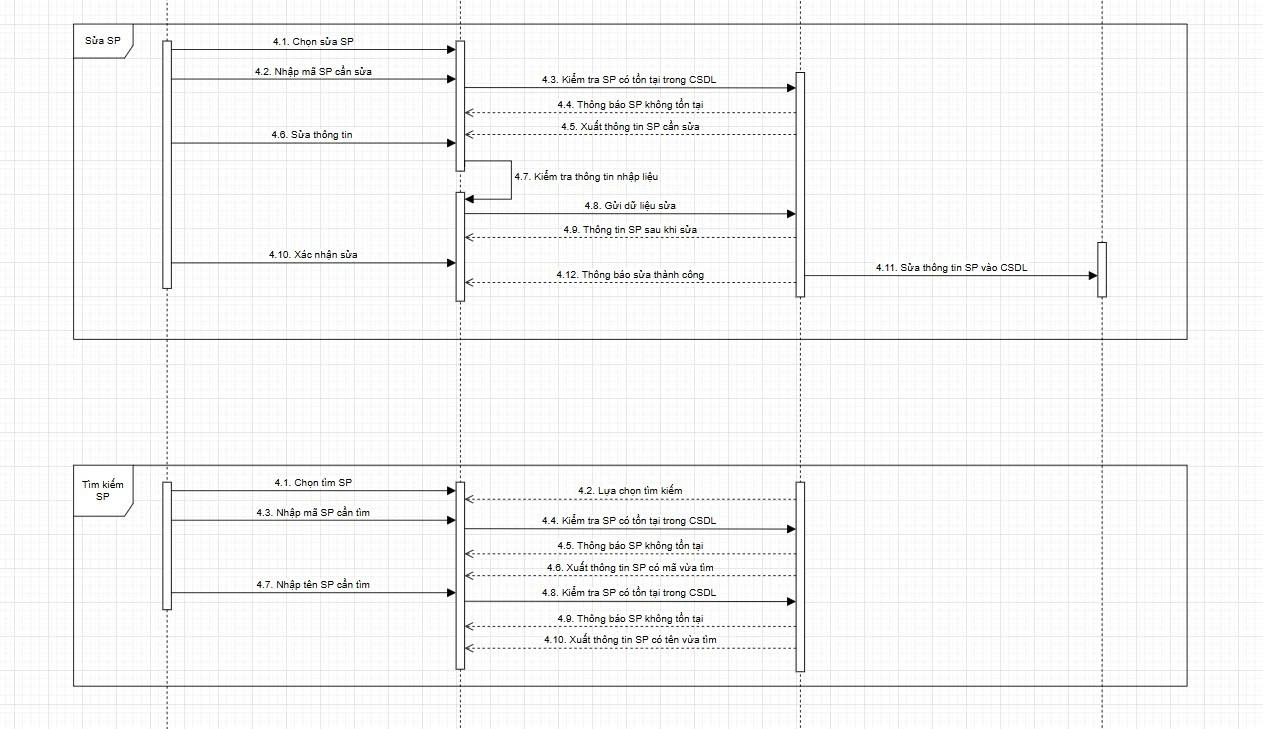 Sửa SP
4.1. Chọn sửa SP
4.2. Nhập mã SP cần sửa
4.3. Kiểm tra SP có tồn tại trong CSDL
4.4. Thông báo SP không tồn tại
4.5. Xuất thông tin SP cần sửa
4.6. Sửa thông tin
4.7. Kiểm tra thông tin nhập liệu
4.8. Gửi dữ liệu sửa
4.9. Thông tin SP sau khi sửa
4.10. Xác nhận sửa
4.11. Sửa thông tin SP vào CSDL
4.12. Thông báo sửa thành công
Tìm kiếm
SP
4.1. Chọn tìm SP
4.2. Lựa chọn tìm kiếm
4.3. Nhập mã SP cần tìm
4.4. Kiểm tra SP có tồn tại trong CSDL
4.5. Thông báo SP không tồn tại
4.6. Xuất thông tin SP có mã vừa tìm
4.7. Nhập tên SP cần tìm
4.8. Kiểm tra SP có tồn tại trong CSDL
4.9. Thông báo SP không tồn tại
4.10. Xuất thông tin SP có tên vừa tìm